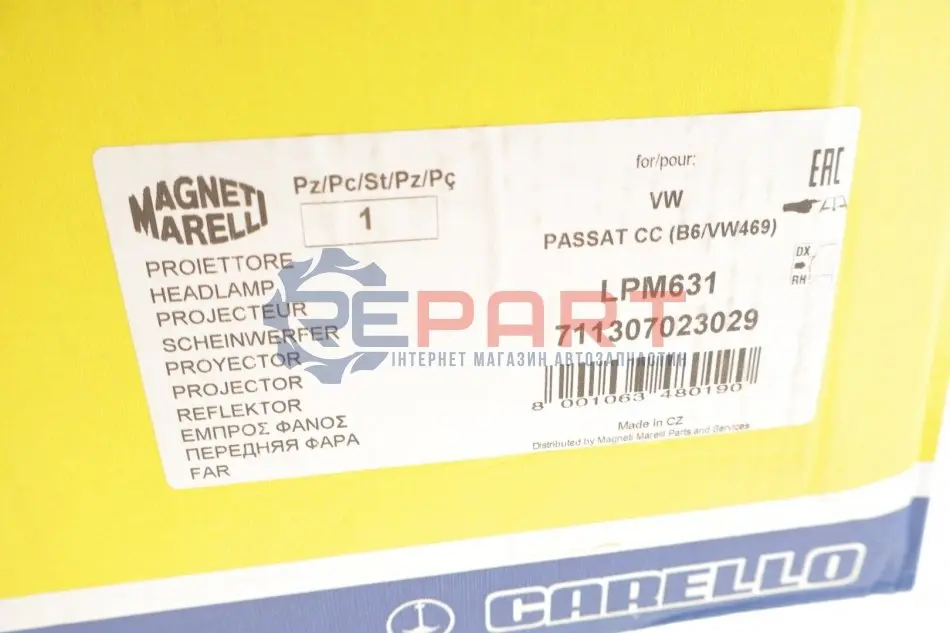 MAGNETI
MARELLI
Pz/Pc/St/Pz/Pç
1
for/pour:
VW
PASSAT CC (B6/VW469)
EAC
DX
RH
LPM631
711307023029
8 001063 480190
Made in CZ
Distributed by Magneti Marelli Parts and Services
PROIETTORE
HEADLAMP
PROJECTEUR
SCHEINWERFER
PROYECTOR
PROJECTOR
REFLEKTOR
ΕΜΠΡΟΣ ΦΑΝΟΣ
ПЕРЕДНЯЯ ФАРА
FAR
REPART
ІНТЕРНЕТ МАГАЗИН АВТОЗАПЧАСТИН
CARELLO